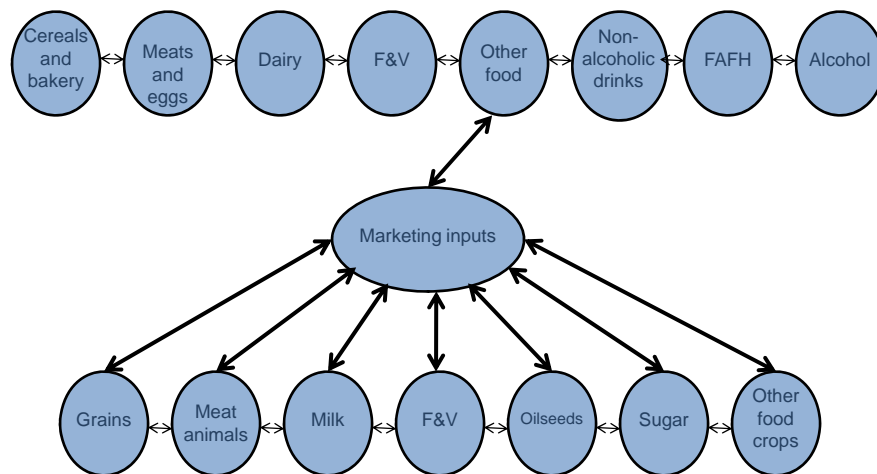 Cereals
and
bakery
Meats
and
eggs
Dairy
F&V
Other
food
Non-
alcoholic
drinks
FAFH
Alcohol
Marketing inputs
Grains
Meat
animals
Milk
F&V
Oilseeds
Sugar
Other
food
crops